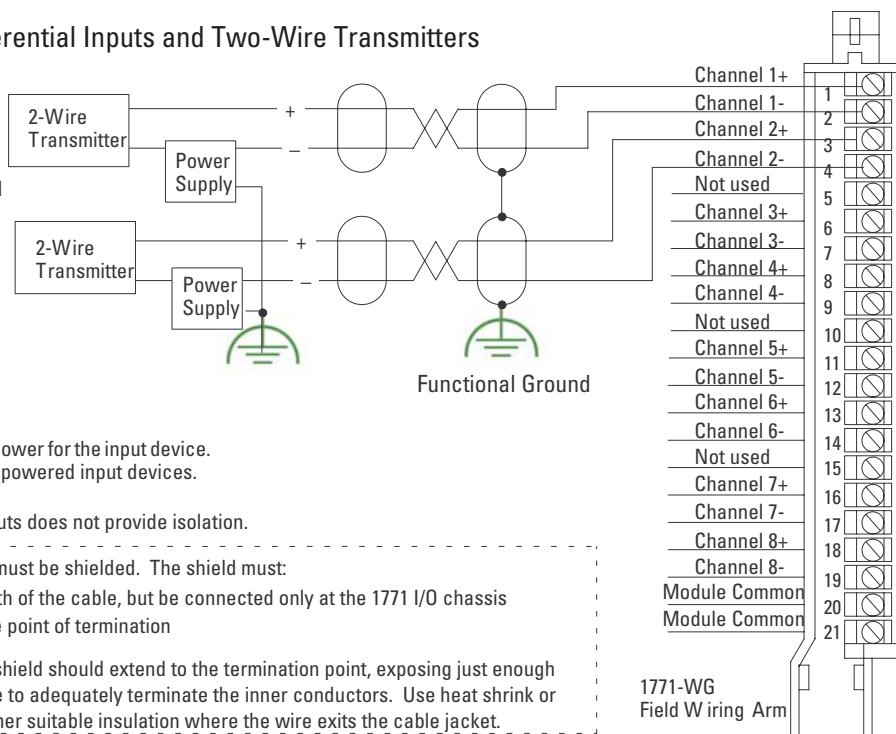 erential Inputs and Two-Wire Transmitters
2-Wire
Transmitter
Power
Supply
+
–
2-Wire
Transmitter
Power
Supply
+
–
Functional Ground
Channel 1+
Channel 1-
Channel 2+
Channel 2-
Not used
Channel 3+
Channel 3-
Channel 4+
Channel 4-
Not used
Channel 5+
Channel 5-
Channel 6+
Channel 6-
Not used
Channel 7+
Channel 7-
Channel 8+
Channel 8-
Module Common
Module Common
1
2
3
4
5
6
7
8
9
10
11
12
13
14
15
16
17
18
19
20
21
1771-WG
Field W iring Arm
ower for the input device.
powered input devices.
uts does not provide isolation.
must be shielded. The shield must:
th of the cable, but be connected only at the 1771 I/O chassis
e point of termination
shield should extend to the termination point, exposing just enough
e to adequately terminate the inner conductors. Use heat shrink or
her suitable insulation where the wire exits the cable jacket.